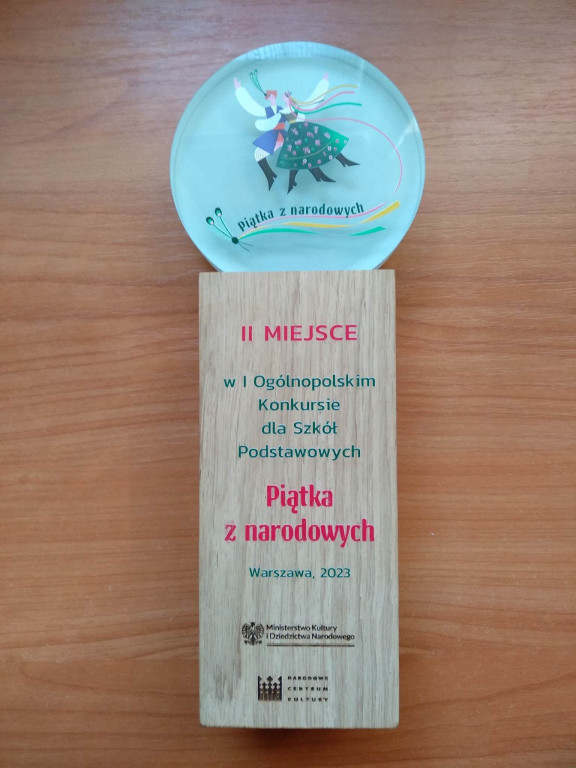 Piątka z narodowych
II MIEJSCE
w I Ogólnopolskim
Konkursie
dla Szkół
Podstawowych
Piątka
z narodowych
Warszawa, 2023
Ministerstwo Kultury
i Dziedzictwa Narodowego
NARODOWE
CENTRUM
KULTURY